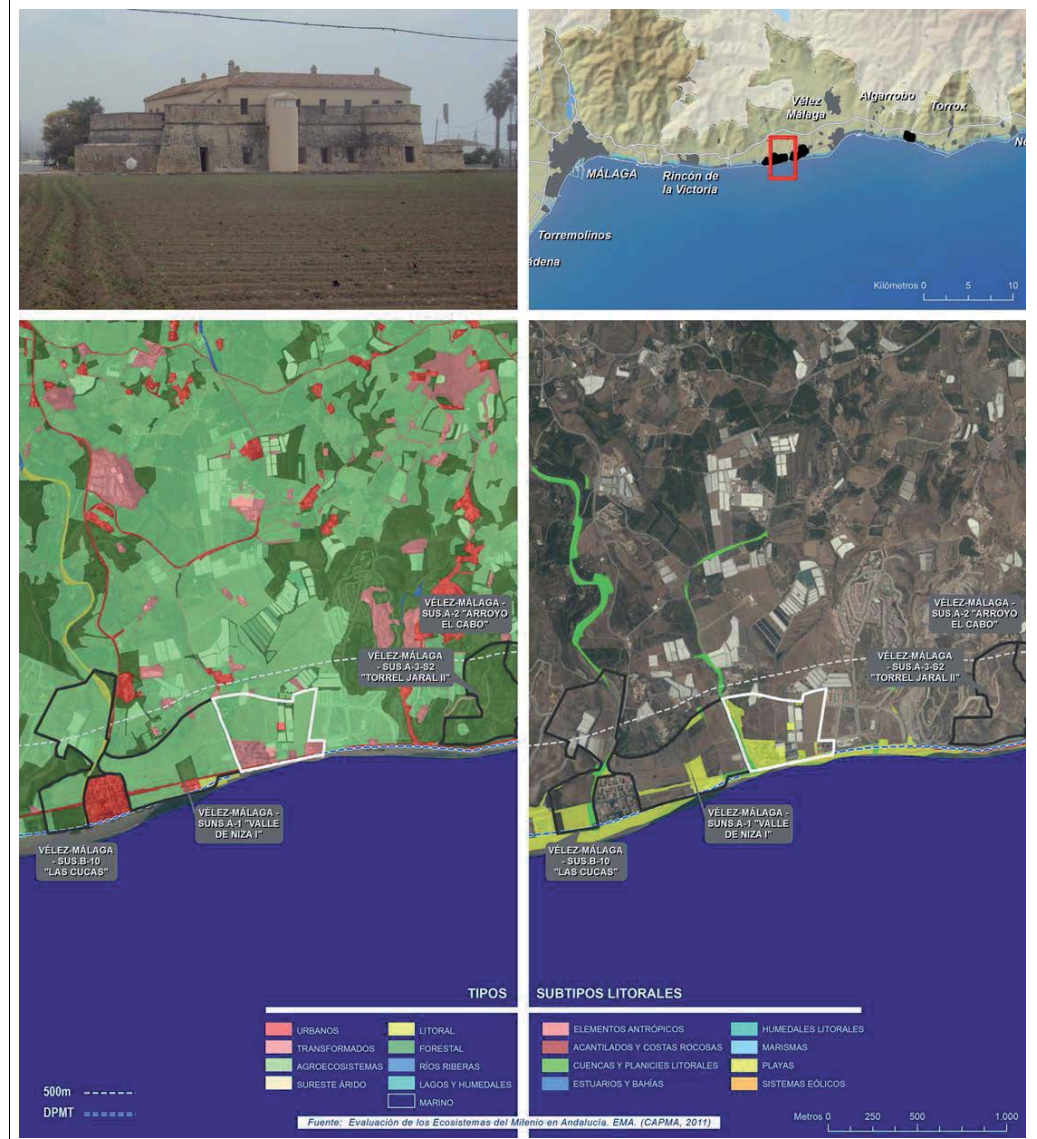 Vélez
Málaga
Algarrobo
Torrox
Ne
MÁLAGA
Rincón de
la Victoria
Torremolinos
ádena
Kilómetros 0 5 10
VÉLEZ-MÁLAGA -
SUS.A-2 "ARROYO
EL CABO"
VÉLEZ-MÁLAGA
- SUS.A-3-S2
"TORREL JARAL II"
VÉLEZ-MÁLAGA -
SUNS.A-1 "VALLE
DE NIZA I"
VÉLEZ-MÁLAGA
- SUS.B-10
"LAS CUCAS"
VÉLEZ-MÁLAGA -
SUS.A-2 "ARROYO
EL CABO"
VÉLEZ-MÁLAGA
- SUS.A-3-S2
"TORREL JARAL II"
VÉLEZ-MÁLAGA -
SUNS.A-1 "VALLE
DE NIZA I"
VÉLEZ-MÁLAGA
- SUS.B-10
"LAS CUCAS"
TIPOS
URBANOS
TRANSFORMADOS
AGROECOSISTEMAS
SURESTE ÁRIDO
LITORAL
FORESTAL
RÍOS RIBERAS
LAGOS Y HUMEDALES
MARINO
500m
DPMT
SUBTIPOS LITORALES
ELEMENTOS ANTRÓPICOS
ACANTILADOS Y COSTAS ROCOSAS
CUENCAS Y PLANICIES LITORALES
ESTUARIOS Y BAHÍAS
HUMEDALES LITORALES
MARISMAS
PLAYAS
SISTEMAS EÓLICOS
Fuente: Evaluación de los Ecosistemas del Milenio en Andalucía. EMA. (CAPMA, 2011)
Metros 0 250 500 1.000